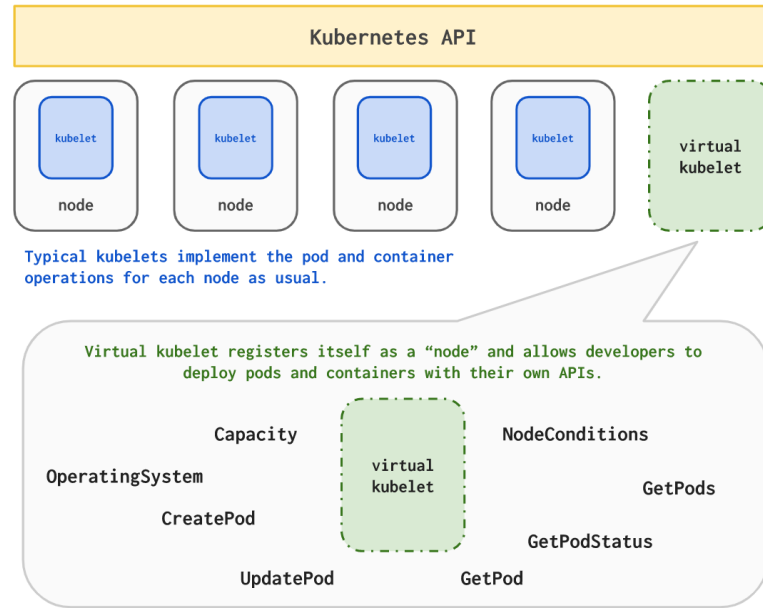 Kubernetes API
kubelet
kubelet
kubelet
kubelet
virtual
kubelet
node
node
node
node
Typical kubelets implement the pod and container
operations for each node as usual.
Virtual kubelet registers itself as a “node” and allows developers to
deploy pods and containers with their own APIs.
Capacity
NodeConditions
virtual
kubelet
OperatingSystem
GetPods
CreatePod
GetPodStatus
UpdatePod
GetPod